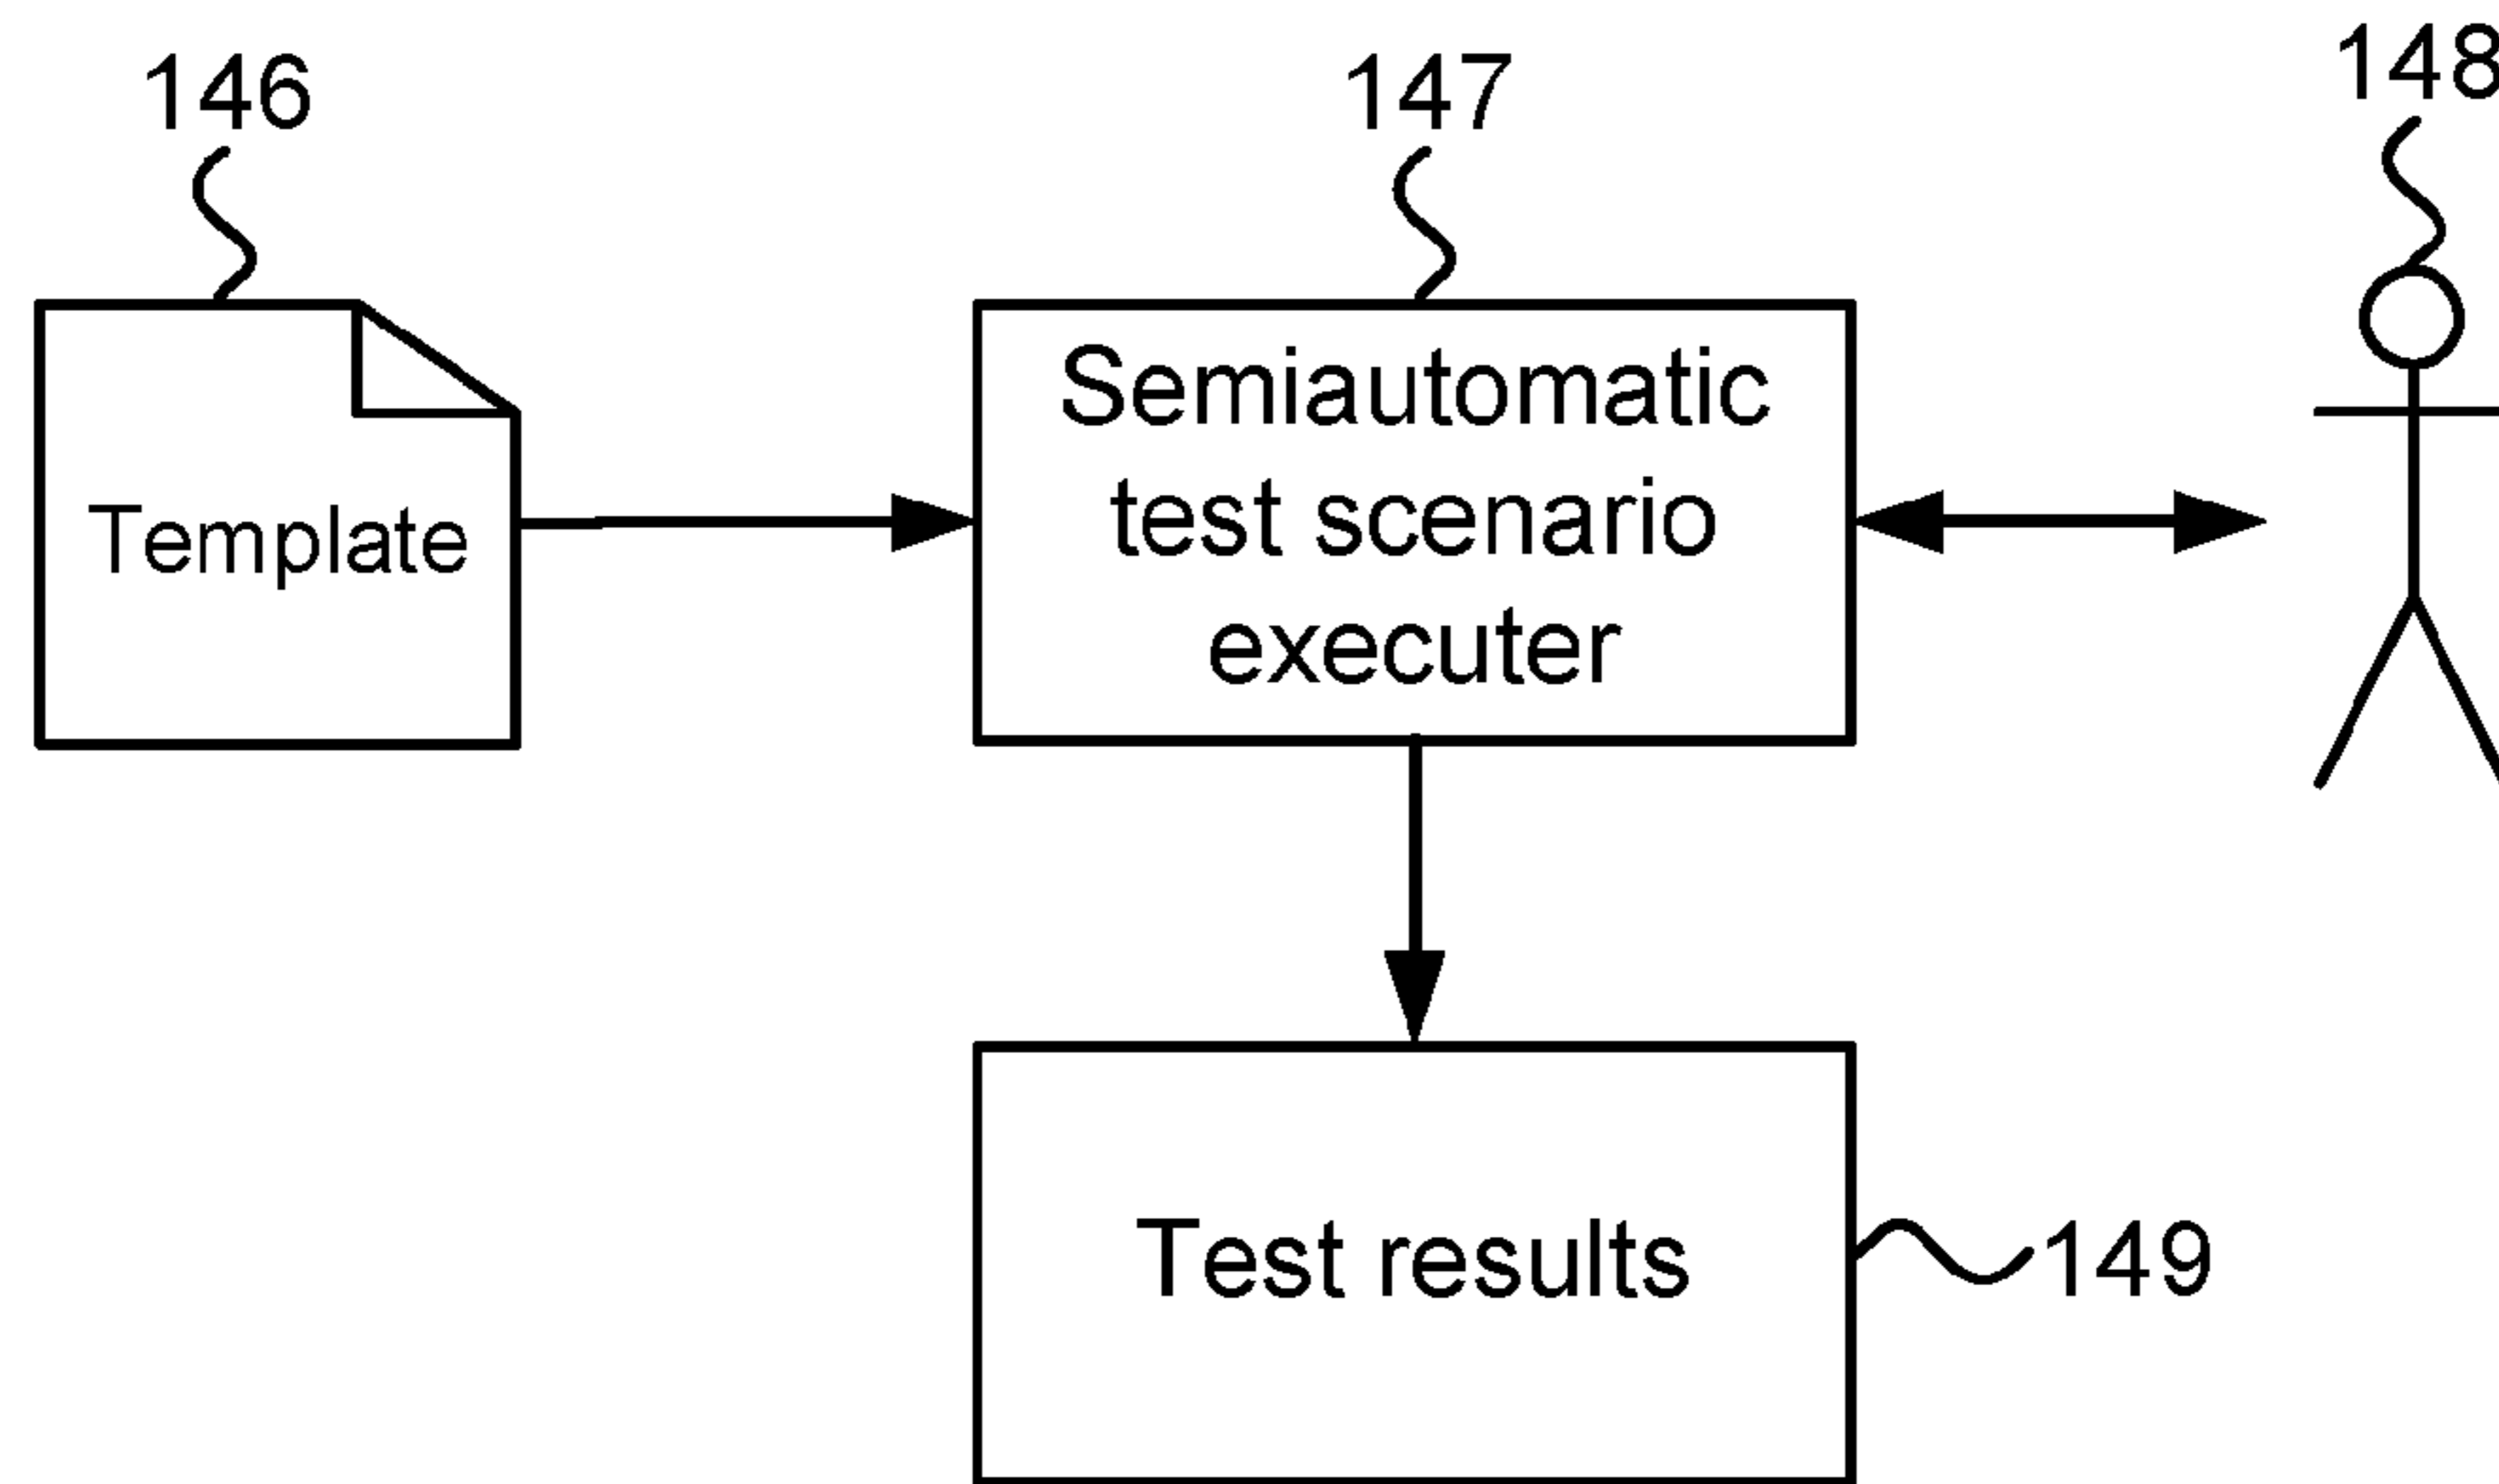 146
147
148
Template
Semiautomatic
test scenario
executer
Test results
149